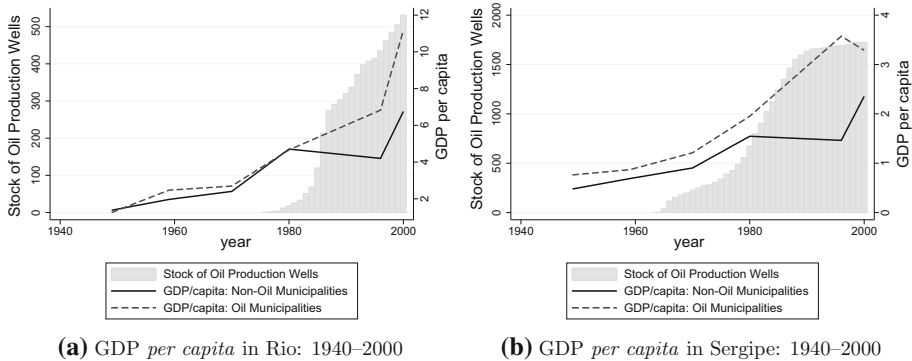 Stock of Oil Production Wells
0 100 200 300 400 500
2 4 6 8 10 12
GDP per capita
1940 1960 1980 2000
year
Stock of Oil Production Wells
GDP/capita: Non-Oil Municipalities
GDP/capita: Oil Municipalities
(a) GDP per capita in Rio: 1940–2000
Stock of Oil Production Wells
0 500 1000 1500 2000
0 1 2 3 4
GDP per capita
1940 1960 1980 2000
year
Stock of Oil Production Wells
GDP/capita: Non-Oil Municipalities
GDP/capita: Oil Municipalities
(b) GDP per capita in Sergipe: 1940–2000